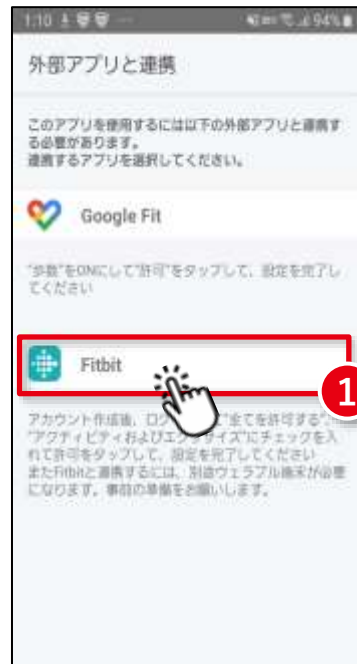 1:10
94%
外部アプリと連携
このアプリを使用するには以下の外部アプリと連携す
る必要があります。
連携するアプリを選択してください。
Google Fit
"歩数"をONにして"許可"をタップして、設定を完了し
てください
Fitbit
1
アカウント作成後、ログ "全てを許可する"
"アクティビティおよびエクササイズ"にチェックを入
れて許可をタップして、設定を完了してください
またFitbitと連携するには、別途ウェラブル端末が必要
になります。事前の準備をお願いします。